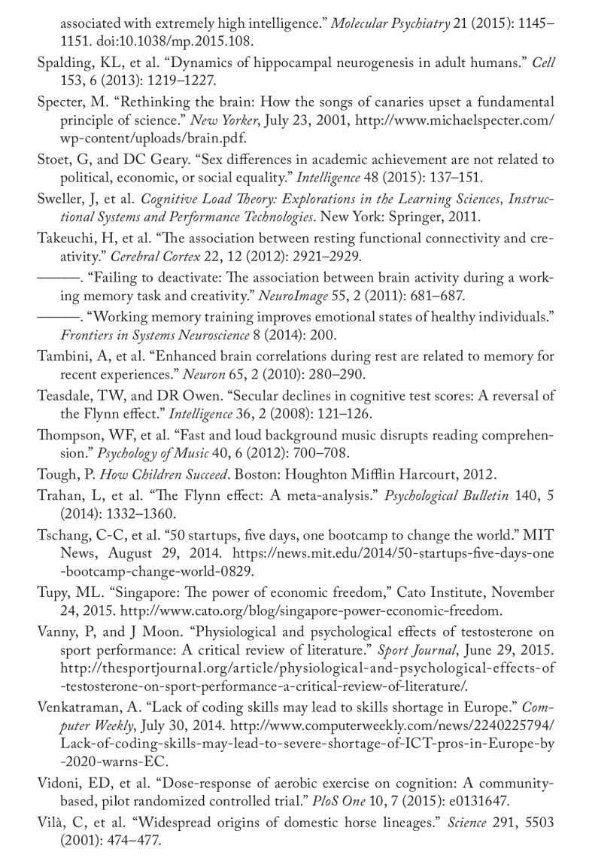 associated with extremely high intelligence.” Molecular Psychiatry 21 (2015): 1145–
1151. doi:10.1038/mp.2015.108.
Spalding, KL, et al. “Dynamics of hippocampal neurogenesis in adult humans.” Cell
153, 6 (2013): 1219–1227.
Specter, M. “Rethinking the brain: How the songs of canaries upset a fundamental
principle of science.” New Yorker, July 23, 2001, http://www.michaelspecter.com/
wp-content/uploads/brain.pdf.
Stoet, G, and DC Geary. “Sex differences in academic achievement are not related to
political, economic, or social equality.” Intelligence 48 (2015): 137–151.
Sweller, J, et al. Cognitive Load Theory: Explorations in the Learning Sciences, Instruc-
tional Systems and Performance Technologies. New York: Springer, 2011.
Takeuchi, H, et al. “The association between resting functional connectivity and cre-
ativity.” Cerebral Cortex 22, 12 (2012): 2921–2929.
———. “Failing to deactivate: The association between brain activity during a work-
ing memory task and creativity.” NeuroImage 55, 2 (2011): 681–687.
———. “Working memory training improves emotional states of healthy individuals.”
Frontiers in Systems Neuroscience 8 (2014): 200.
Tambini, A, et al. “Enhanced brain correlations during rest are related to memory for
recent experiences.” Neuron 65, 2 (2010): 280–290.
Teasdale, TW, and DR Owen. “Secular declines in cognitive test scores: A reversal of
the Flynn effect.” Intelligence 36, 2 (2008): 121–126.
Thompson, WF, et al. “Fast and loud background music disrupts reading comprehen-
sion.” Psychology of Music 40, 6 (2012): 700–708.
Tough, P. How Children Succeed. Boston: Houghton Mifflin Harcourt, 2012.
Trahan, L, et al. “The Flynn effect: A meta-analysis.” Psychological Bulletin 140, 5
(2014): 1332–1360.
Tschang, C-C, et al. “50 startups, five days, one bootcamp to change the world.” MIT
News, August 29, 2014. https://news.mit.edu/2014/50-startups-five-days-one
-bootcamp-change-world-0829.
Tupy, ML. “Singapore: The power of economic freedom,” Cato Institute, November
24, 2015. http://www.cato.org/blog/singapore-power-economic-freedom.
Vanny, P, and J Moon. “Physiological and psychological effects of testosterone on
sport performance: A critical review of literature.” Sport Journal, June 29, 2015.
http://thesportjournal.org/article/physiological-and-psychological-effects-of
-testosterone-on-sport-performance-a-critical-review-of-literature/.
Venkatraman, A. “Lack of coding skills may lead to skills shortage in Europe.” Com-
puter Weekly, July 30, 2014. http://www.computerweekly.com/news/2240225794/
Lack-of-coding-skills-may-lead-to-severe-shortage-of-ICT-pros-in-Europe-by
-2020-warns-EC.
Vidoni, ED, et al. “Dose-response of aerobic exercise on cognition: A community-
based, pilot randomized controlled trial.” PloS One 10, 7 (2015): e0131647.
Vilà, C, et al. “Widespread origins of domestic horse lineages.” Science 291, 5503
(2001): 474–477.